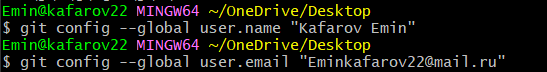 Emin@kafarov22 MINGW64 ~/OneDrive/Desktop
$ git config --global user.name "Kafarov Emin"
Emin@kafarov22 MINGW64 ~/OneDrive/Desktop
$ git config --global user.email "Eminkafarov22@mail.ru"